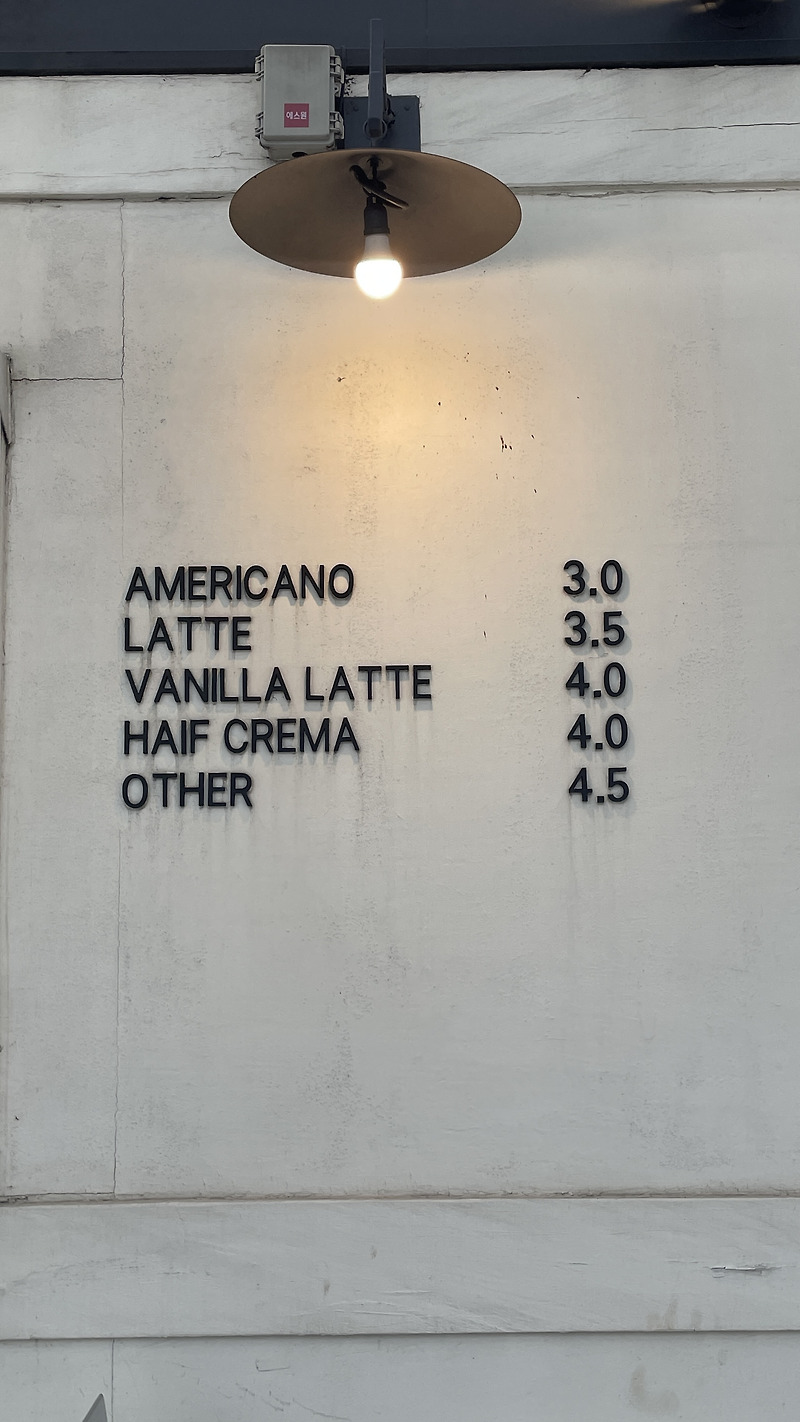 에스원
AMERICANO 3.0
LATTE 3.5
VANILLA LATTE 4.0
HAIF CREMA 4.0
OTHER 4.5